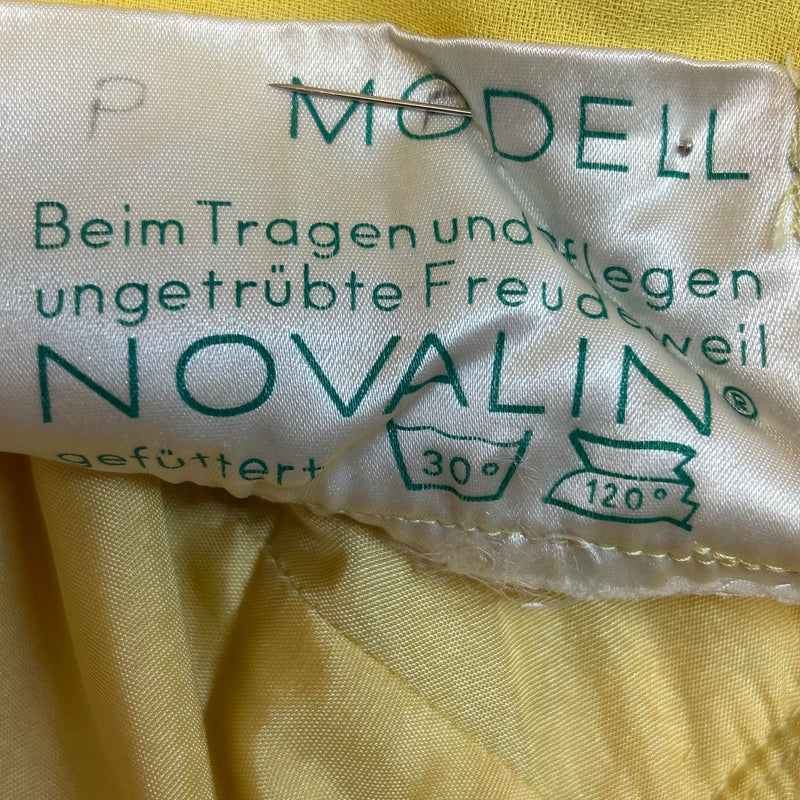 P MODELL
Beim Tragen und pflegen
ungetrübte Freude weil
NOVALIN®
gefüttert 30° 120°